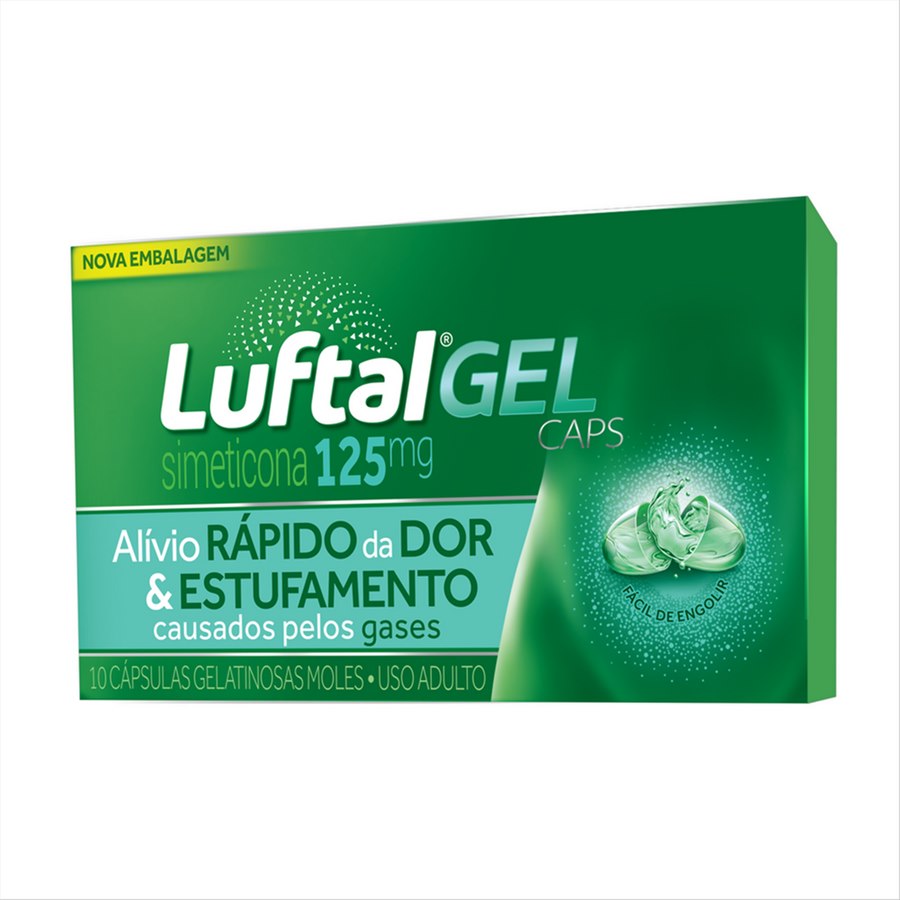 NOVA EMBALAGEM
Luftal® GEL
CAPS
simeticona 125mg
Alívio RÁPIDO da DOR
& ESTUFAMENTO
causados pelos gases
10 CÁPSULAS GELATINOSAS MOLES • USO ADULTO
FÁCIL DE ENGOLIR